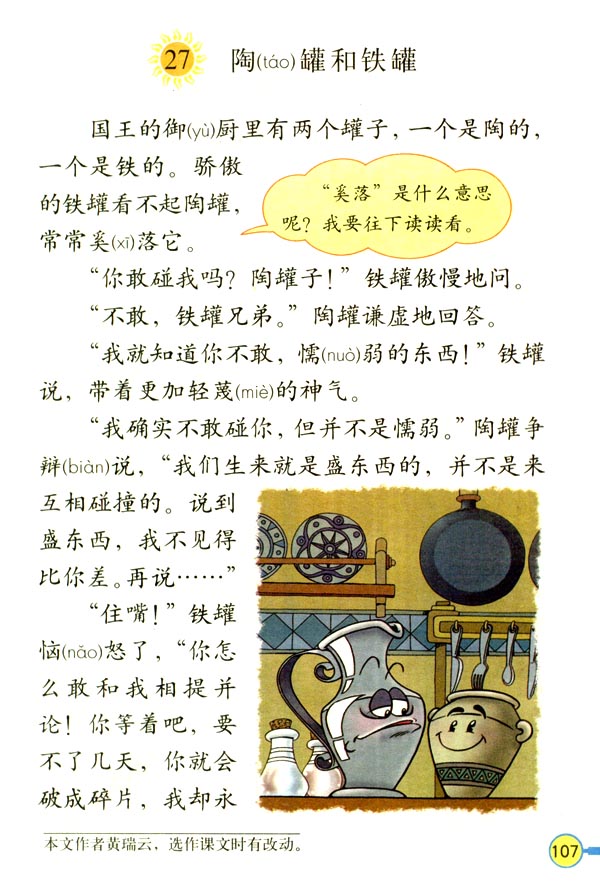 27 陶(táo)罐和铁罐
国王的御(yù)厨里有两个罐子，一个是陶的，
一个是铁的。骄傲
的铁罐看不起陶罐，
常常奚(xī)落它。
“奚落”是什么意思
呢？我要往下读读看。
“你敢碰我吗？陶罐子！”铁罐傲慢地问。
“不敢，铁罐兄弟。”陶罐谦虚地回答。
“我就知道你不敢，懦(nuò)弱的东西！”铁罐
说，带着更加轻蔑(miè)的神气。
“我确实不敢碰你，但并不是懦弱。”陶罐争
辩(biàn)说，“我们生来就是盛东西的，并不是来
互相碰撞的。说到
盛东西，我不见得
比你差。再说……”
“住嘴！”铁罐
恼(nǎo)怒了，“你怎
么敢和我相提并
论！你等着吧，要
不了几天，你就会
破成碎片，我却永
本文作者黄瑞云，选作课文时有改动。
107